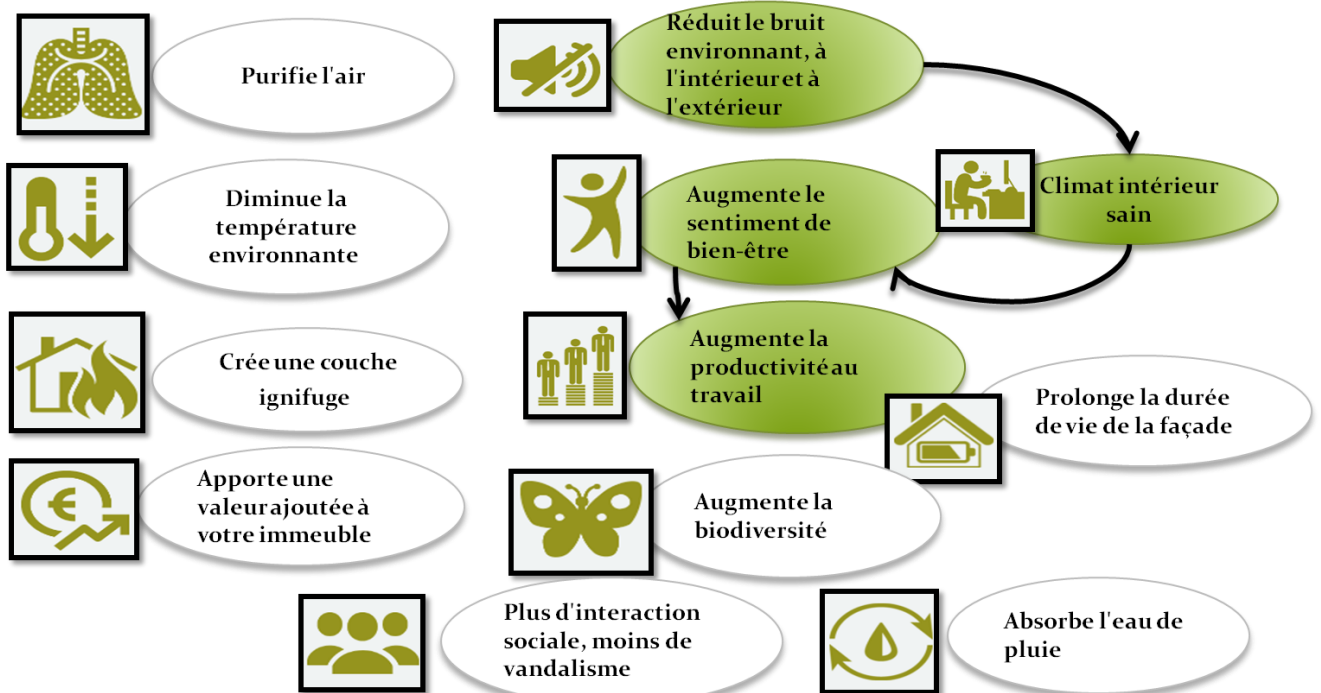 Purifie l'air
Réduit le bruit
environnant, à
l'intérieur et à
l'extérieur
Diminue la
température
environnante
Augmente le
sentiment de
bien-être
Climat intérieur
sain
Crée une couche
ignifuge
Augmente la
productivité au
travail
Prolonge la durée
de vie de la façade
Apporte une
valeur ajoutée à
votre immeuble
€
Augmente la
biodiversité
Plus d'interaction
sociale, moins de
vandalisme
Absorbe l'eau de
pluie